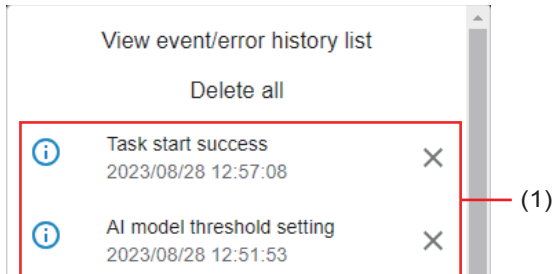 View event/error history list
Delete all
Task start success
2023/08/28 12:57:08
(1)
AI model threshold setting
2023/08/28 12:51:53